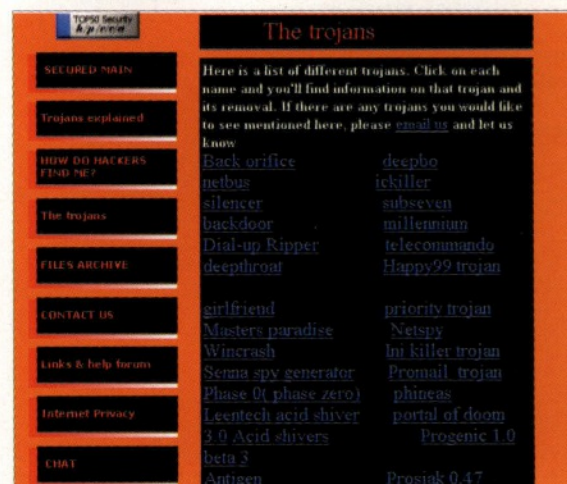 TOP50 Security
h/p/v/c/a
SECURED MAIN
Trojans explained
HOW DO HACKERS
FIND ME?
The trojans
FILES ARCHIVE
CONTACT US
Links & help forum
Internet Privacy
CHAT
The trojans
Here is a list of different trojans. Click on each
name and you'll find information on that trojan and
its removal. If there are any trojans you would like
to see mentioned here, please email us and let us
know
Back orifice deepbo
netbus ickiller
silencer subseven
backdoor millennium
Dial-up Ripper telecommando
deepthroat Happy99 trojan
girlfriend priority trojan
Masters paradise Netspy
Wincrash Ini killer trojan
Senna spy generator Promail trojan
Phase 0( phase zero) phineas
Leentech acid shiver portal of doom
3.0 Acid shivers Progenic 1.0
beta 3
Antigen Prosiak 0.47